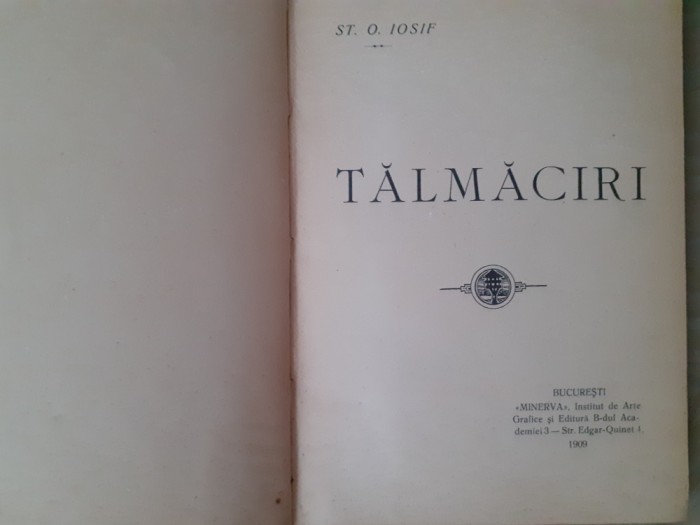 ST. O. IOSIF
TĂLMĂCIRI
BUCUREŞTI
«MINERVA», Institut de Arte
Grafice şi Editură B-dul Aca-
demiei 3 — Str. Edgar-Quinet 4.
1909